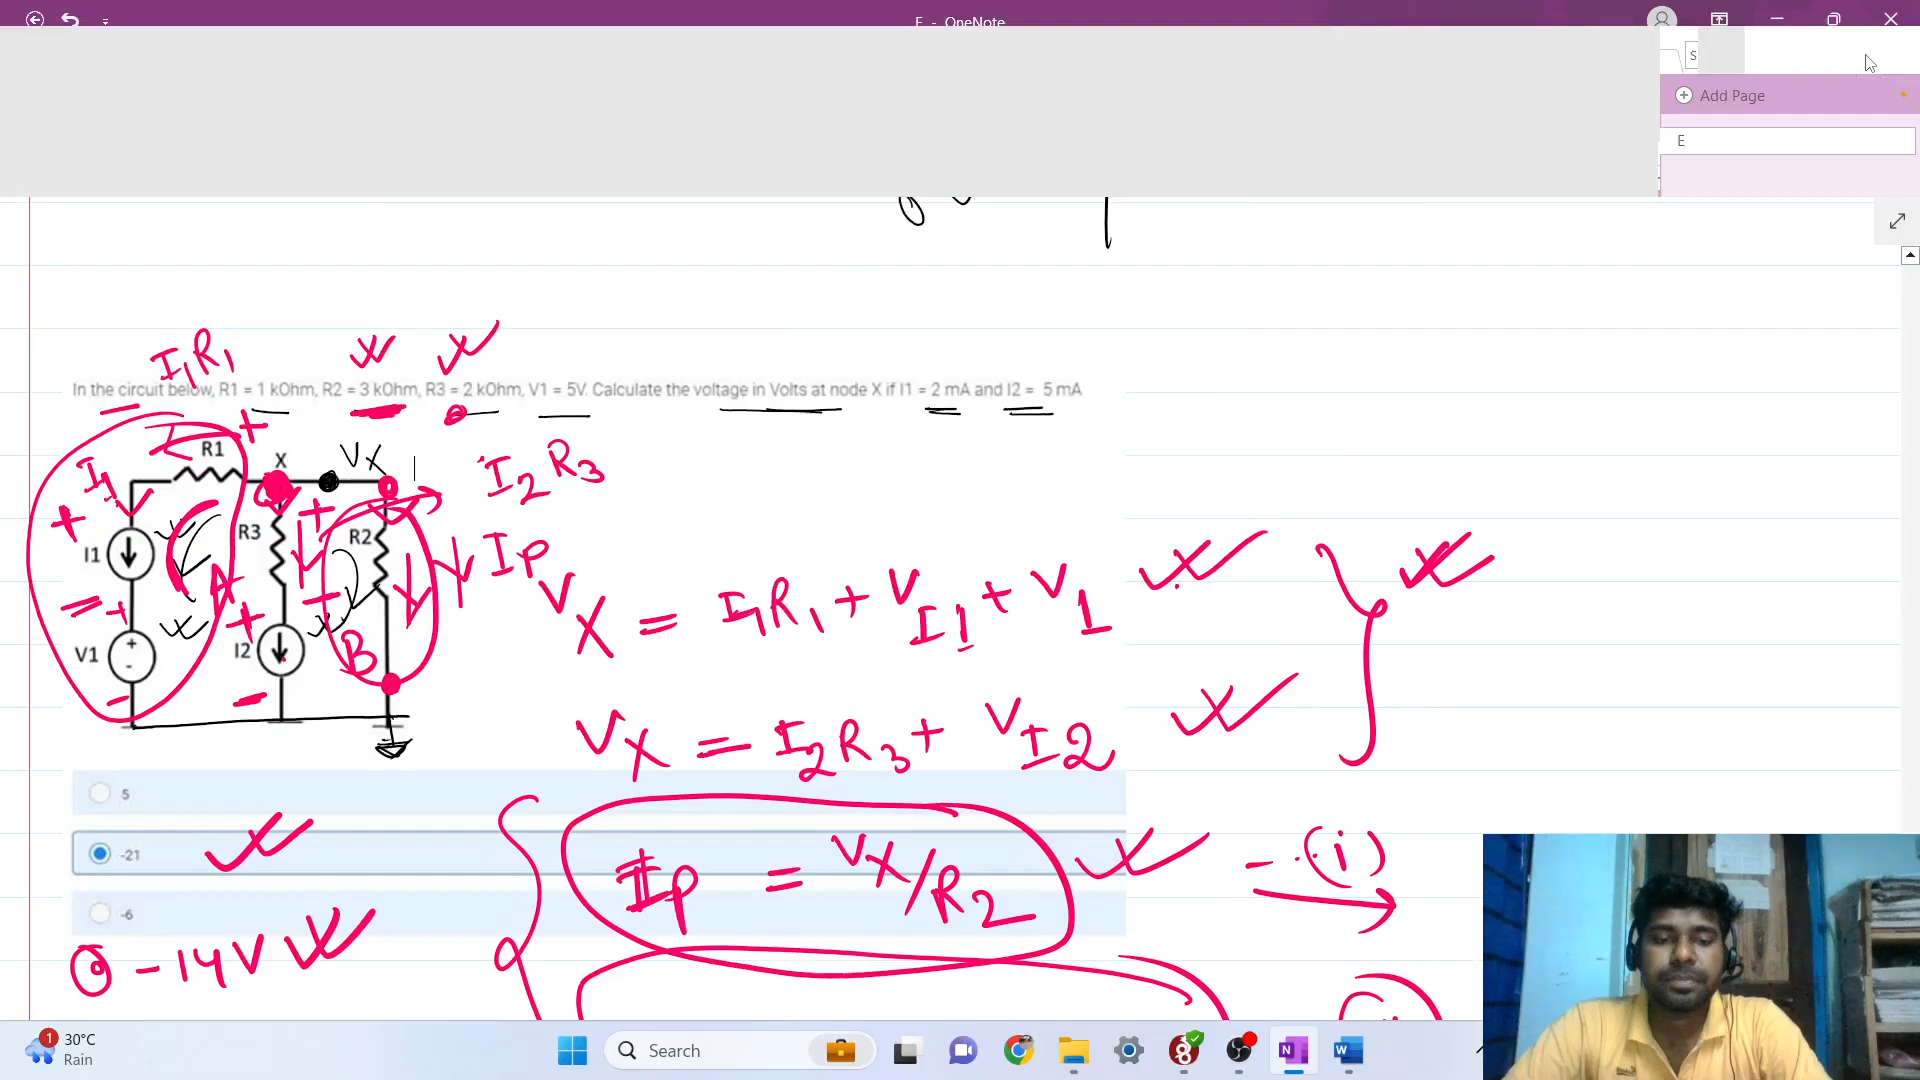 E - OneNote
S
Add Page
E
I1R1
In the circuit below, R1 = 1 kOhm, R2 = 3 kOhm, R3 = 2 kOhm, V1 = 5V. Calculate the voltage in Volts at node X if I1 = 2 mA and I2 = 5 mA
R1
X
VX
I2R3
I1
R3
R2
IP
I1
A
VX = I1R1 + VI1 + V1
V1
I2
B
VX = I2R3 + VI2
5
-21
IP = VX/R2 - (i)
-6
-14V
1
30°C
Rain
Search